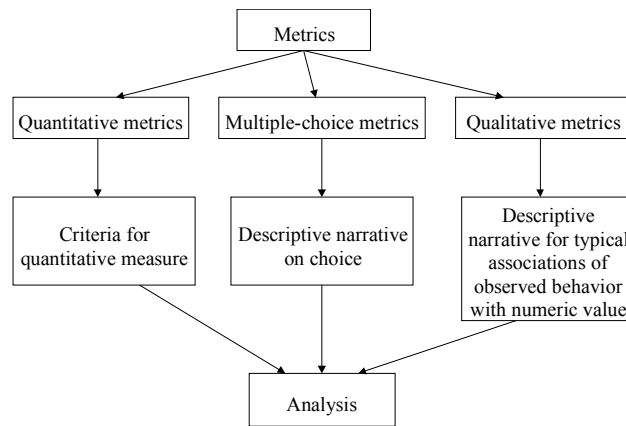 Metrics
Quantitative metrics
Multiple-choice metrics
Qualitative metrics
Criteria for
quantitative measure
Descriptive narrative
on choice
Descriptive
narrative for typical
associations of
observed behavior
with numeric value
Analysis